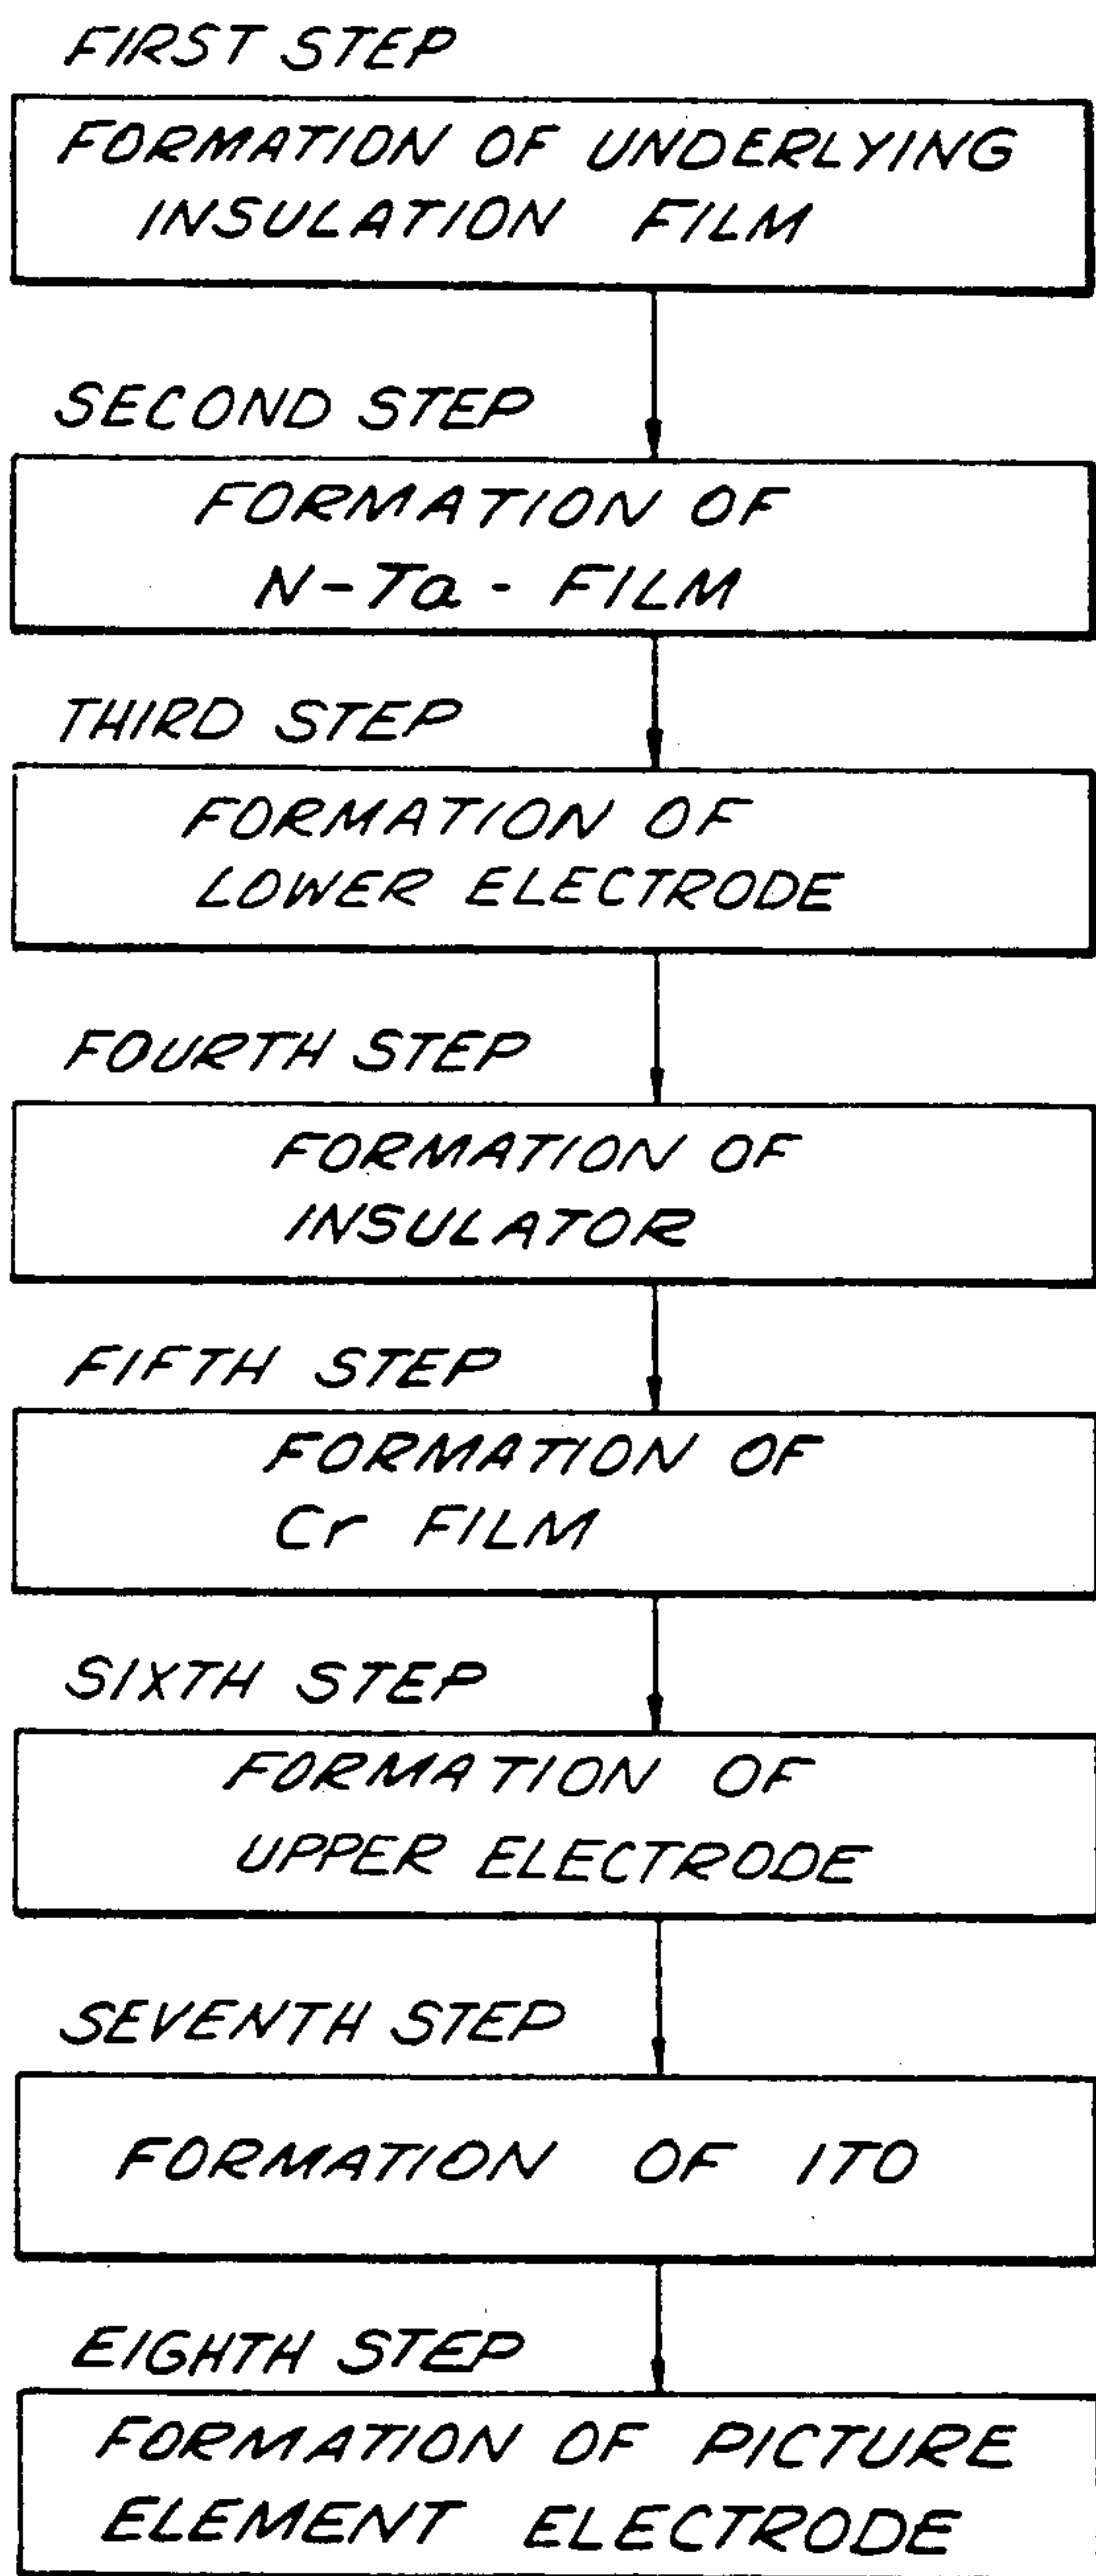 FIRST STEP
FORMATION OF UNDERLYING
INSULATION FILM
SECOND STEP
FORMATION OF
N-Ta- FILM
THIRD STEP
FORMATION OF
LOWER ELECTRODE
FOURTH STEP
FORMATION OF
INSULATOR
FIFTH STEP
FORMATION OF
Cr FILM
SIXTH STEP
FORMATION OF
UPPER ELECTRODE
SEVENTH STEP
FORMATION OF ITO
EIGHTH STEP
FORMATION OF PICTURE
ELEMENT ELECTRODE